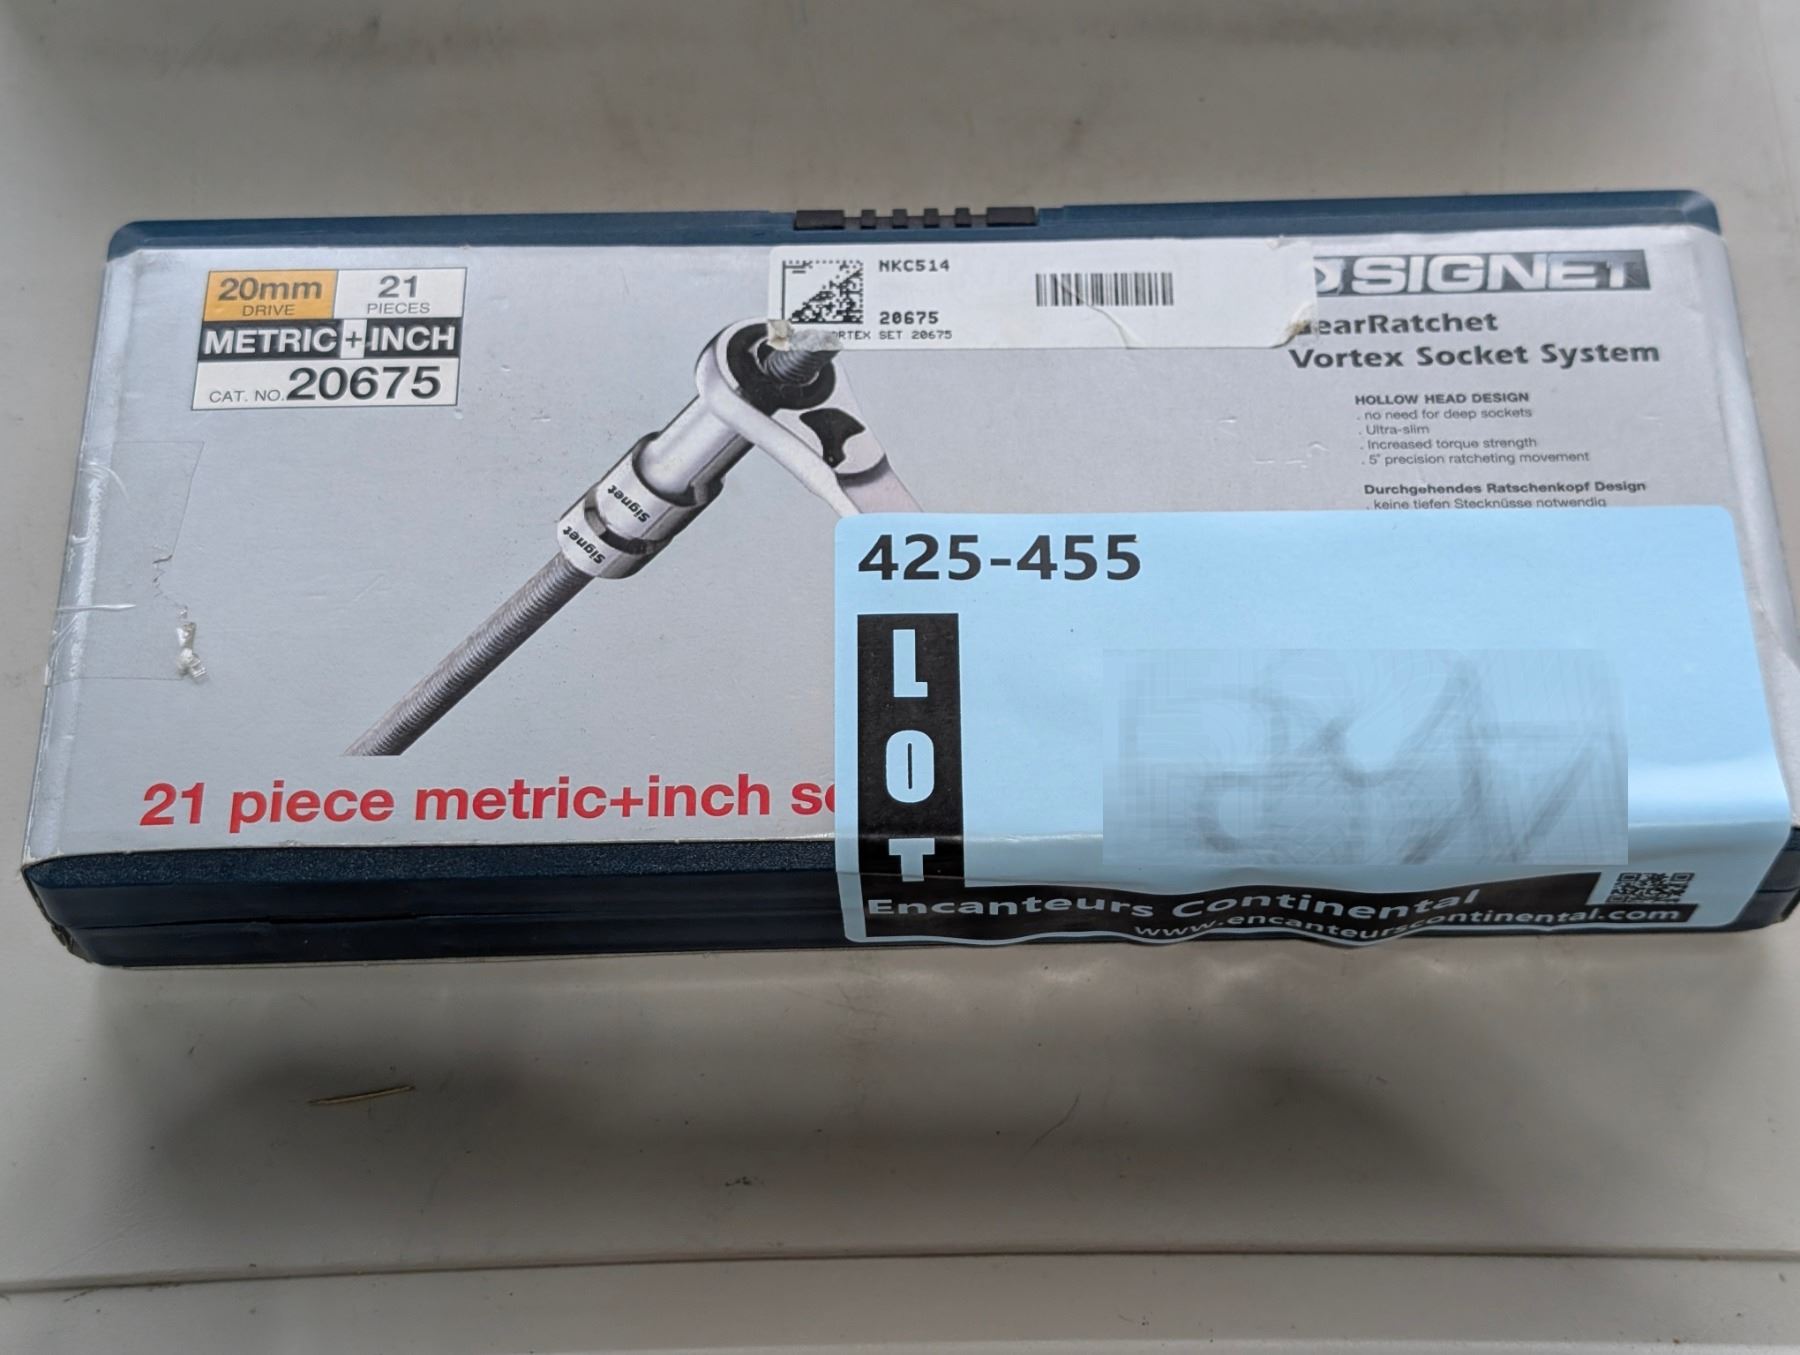 20mm
DRIVE
21
PIECES
METRIC+INCH
CAT. NO. 20675
NKC514
20675
VORTEX SET 20675
SIGNET
earRatchet
Vortex Socket System
HOLLOW HEAD DESIGN
. no need for deep sockets
. Ultra-slim
. Increased torque strength
. 5° precision ratcheting movement
Durchgehendes Ratschenkopf Design
. keine tiefen Stecknüsse notwendig
signet
signet
21 piece metric+inch
425-455
LOT
Encanteurs Continental
www.encanteurscontinental.com